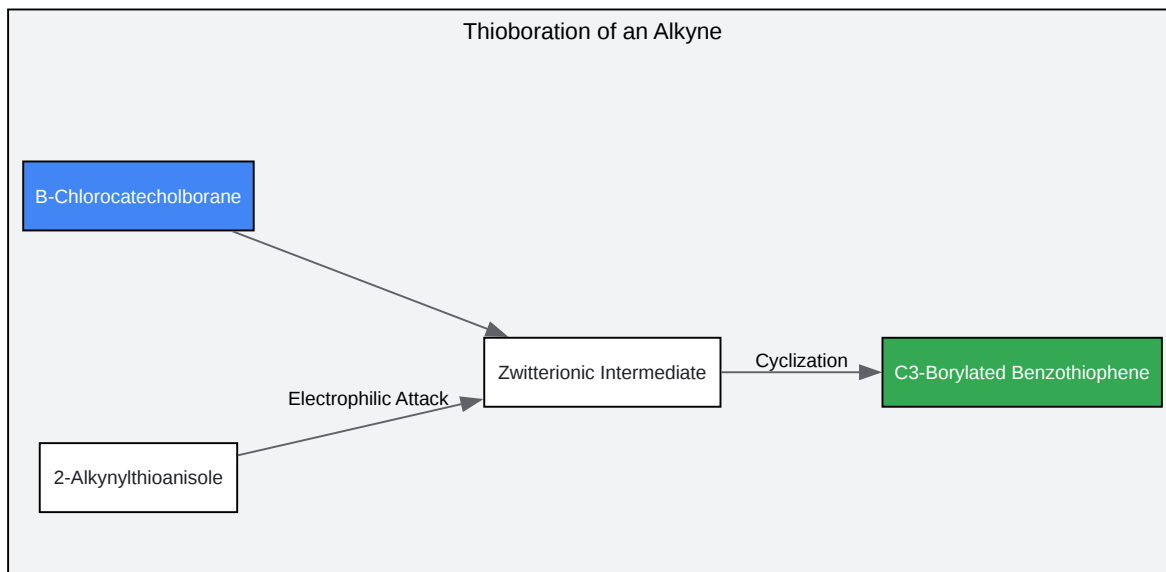 Thioboration of an Alkyne
B-Chlorocatecholborane
Zwitterionic Intermediate
Cyclization
C3-Borylated Benzothiophene
Electrophilic Attack
2-Alkynylthioanisole